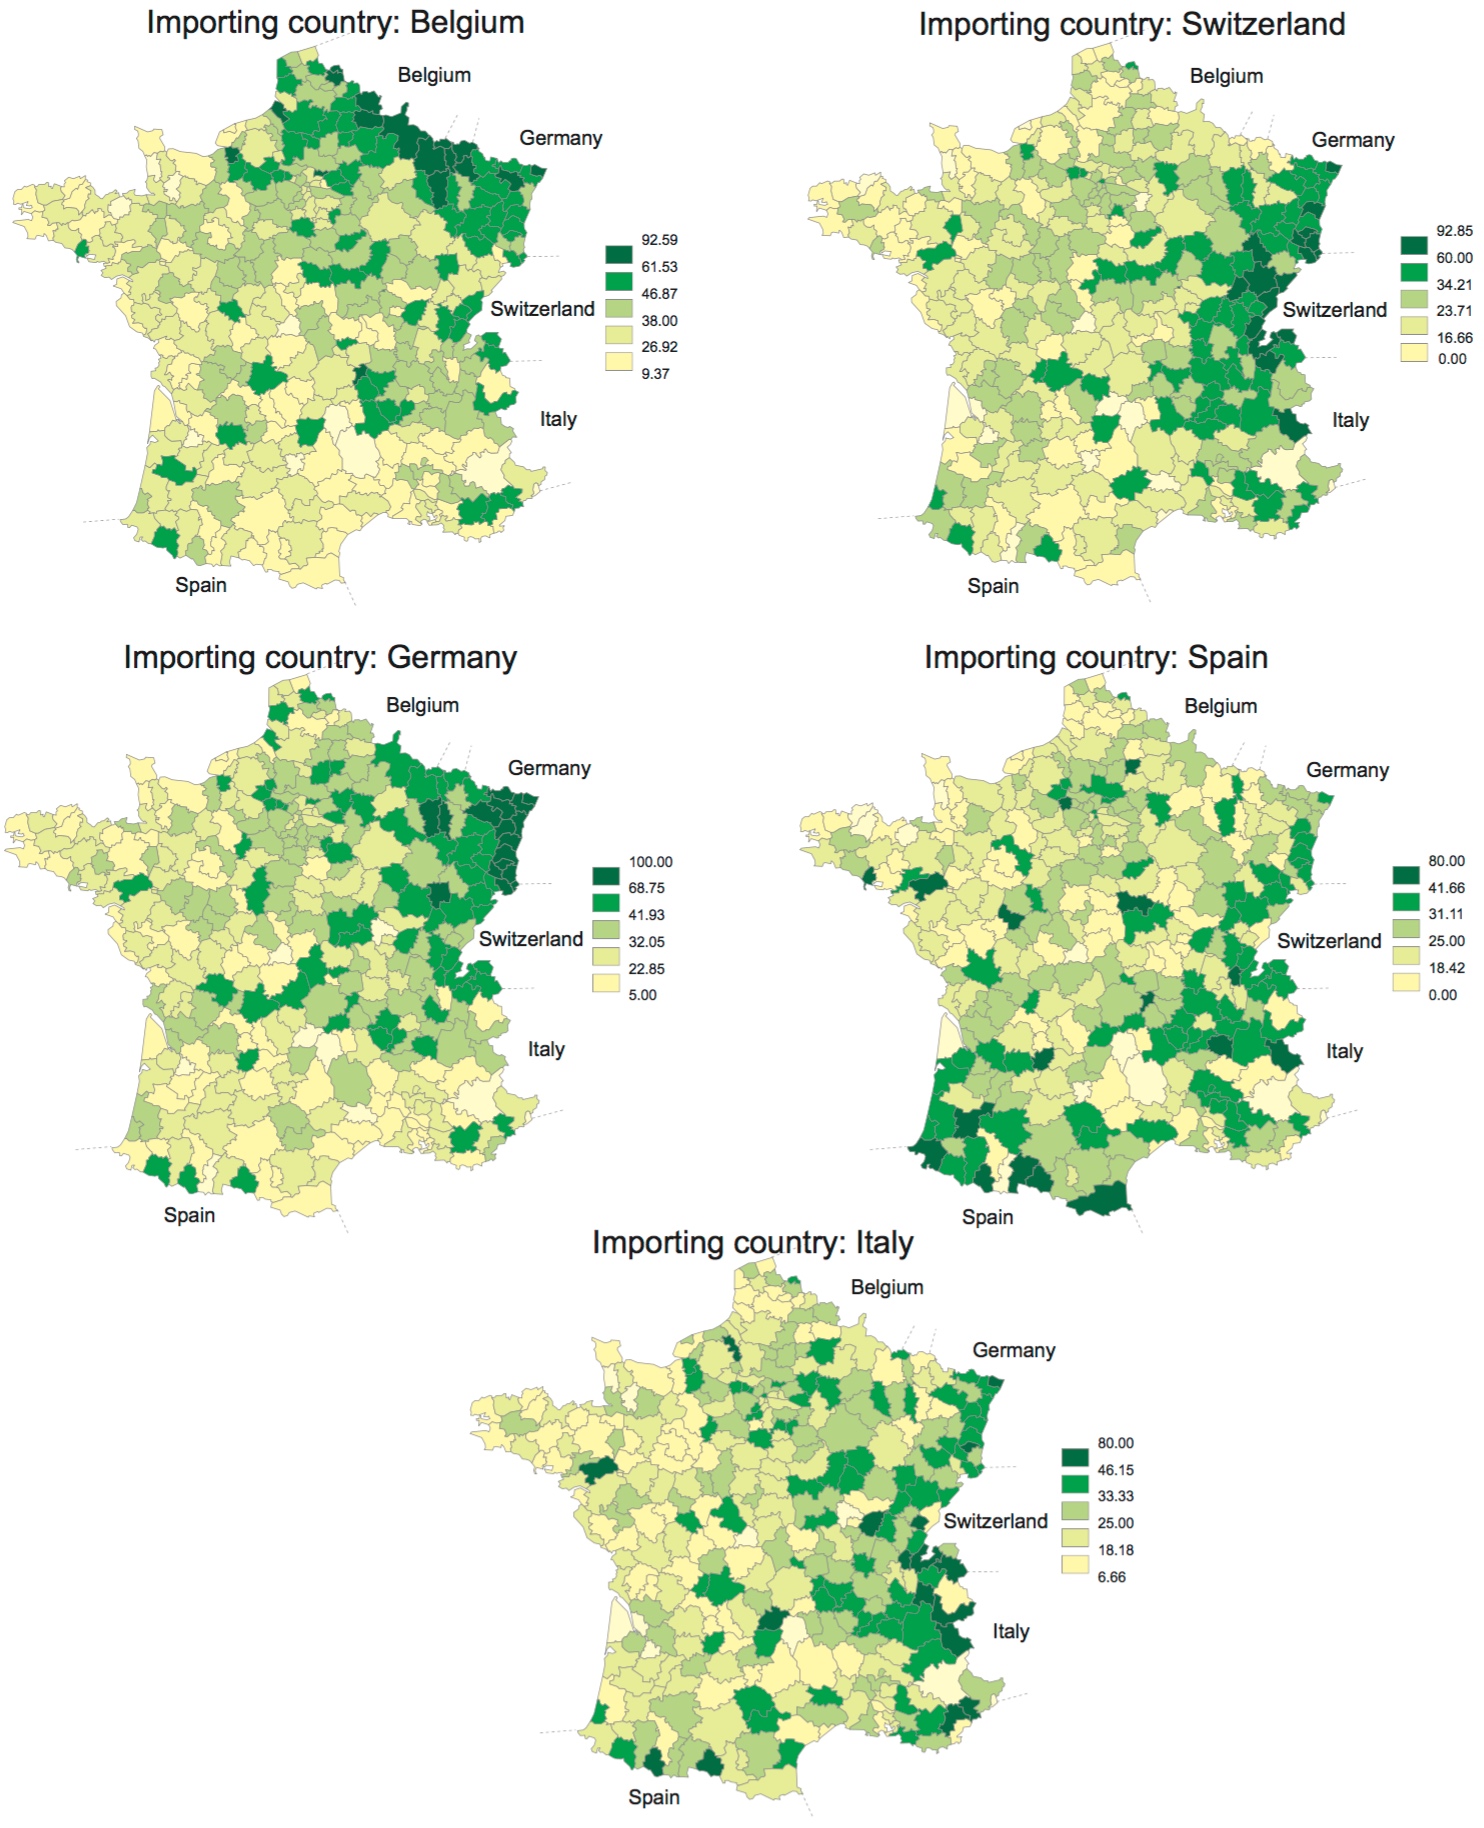 Importing country: Belgium
Belgium
Germany
92.59
61.53
46.87
38.00
26.92
9.37
Switzerland
Italy
Spain
Importing country: Switzerland
Belgium
Germany
92.85
60.00
34.21
23.71
16.66
0.00
Switzerland
Italy
Spain
Importing country: Germany
Belgium
Germany
100.00
68.75
41.93
32.05
22.85
5.00
Switzerland
Italy
Spain
Importing country: Spain
Belgium
Germany
80.00
41.66
31.11
25.00
18.42
0.00
Switzerland
Italy
Spain
Importing country: Italy
Belgium
Germany
80.00
46.15
33.33
25.00
18.18
6.66
Switzerland
Italy
Spain